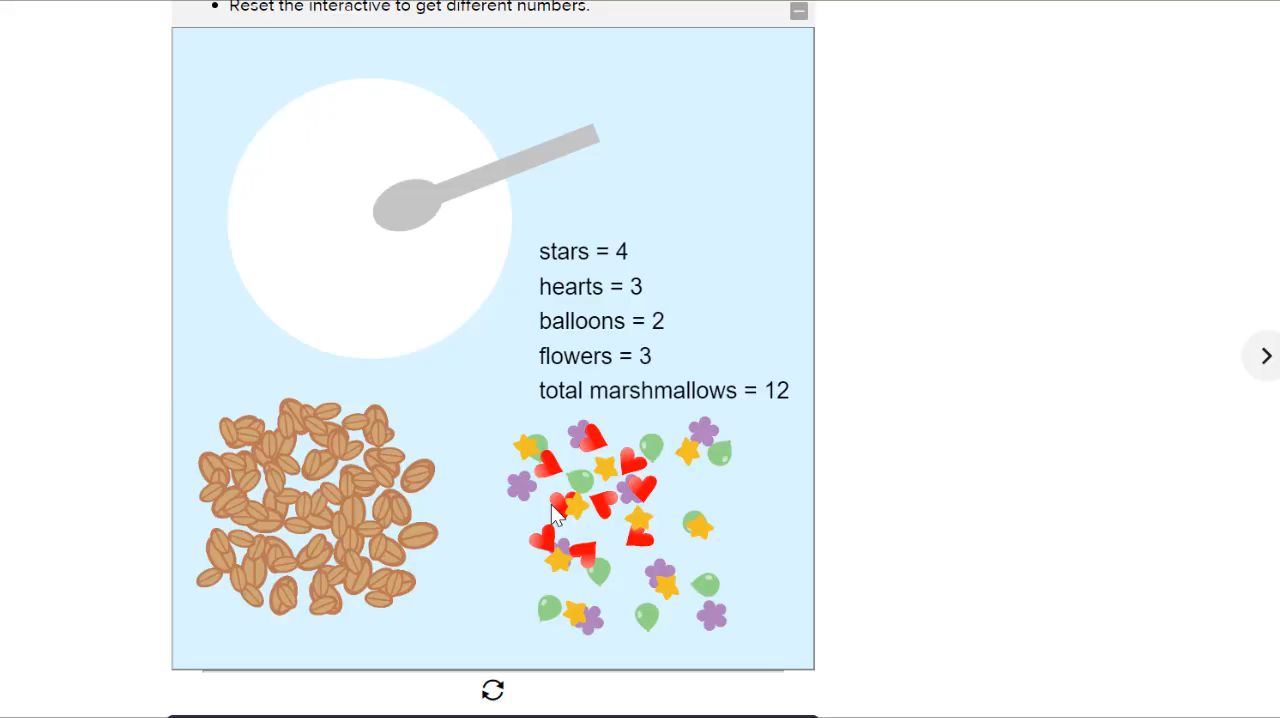 Reset the interactive to get different numbers.
stars = 4
hearts = 3
balloons = 2
flowers = 3
total marshmallows = 12